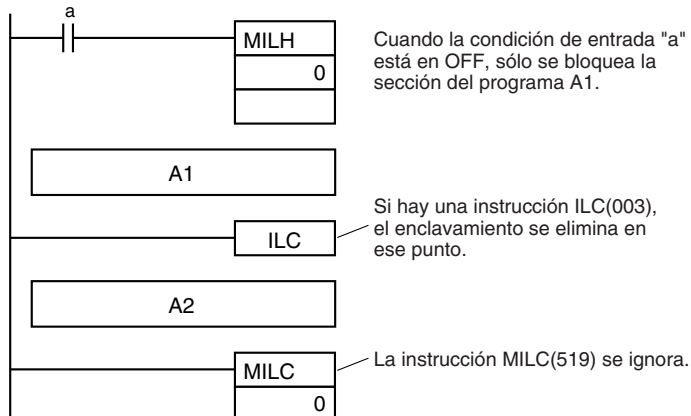 a
MILH
0
Cuando la condición de entrada "a"
está en OFF, sólo se bloquea la
sección del programa A1.
A1
Si hay una instrucción ILC(003),
el enclavamiento se elimina en
ese punto.
ILC
A2
La instrucción MILC(519) se ignora.
MILC
0